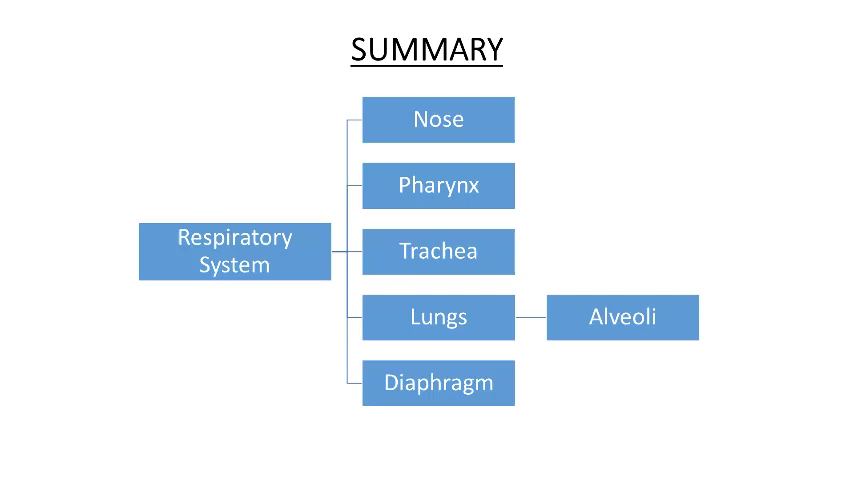 SUMMARY
Nose
Pharynx
Respiratory
System
Trachea
Lungs
Alveoli
Diaphragm